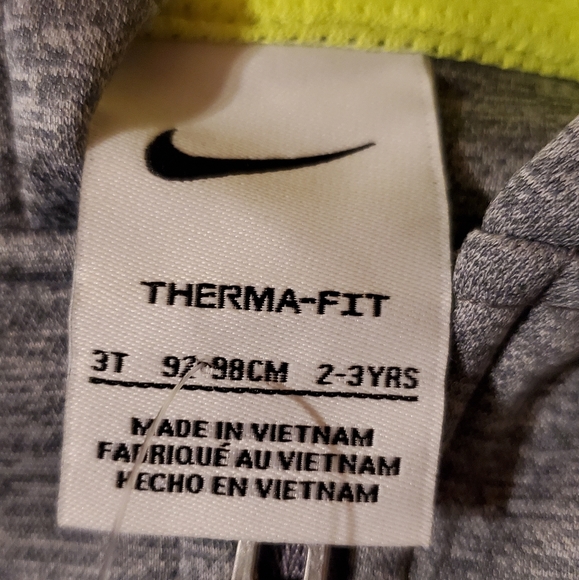 THERMA-FIT
3T 92-98CM 2-3YRS
MADE IN VIETNAM
FABRIQUÉ AU VIETNAM
HECHO EN VIETNAM